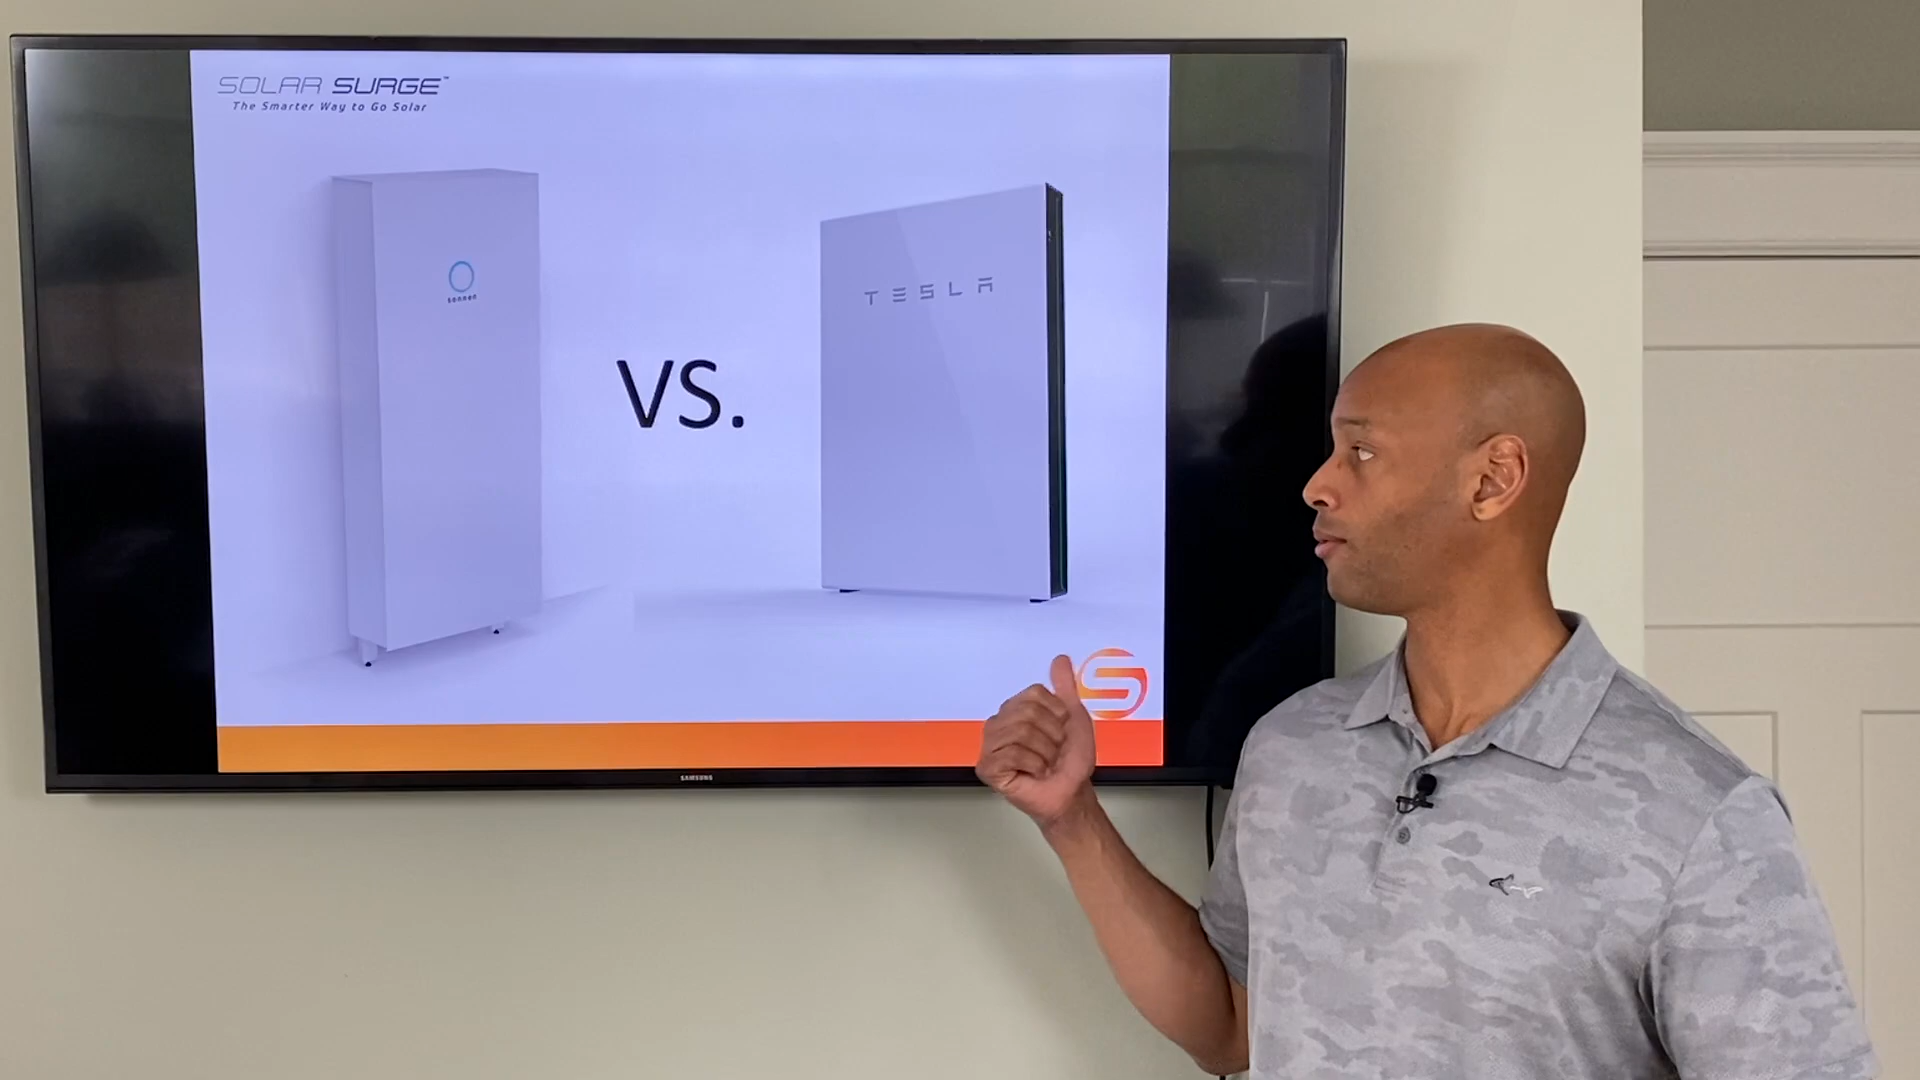 SOLAR SURGE™
The Smarter Way to Go Solar
sonnen
TESLA
VS.
S
SAMSUNG